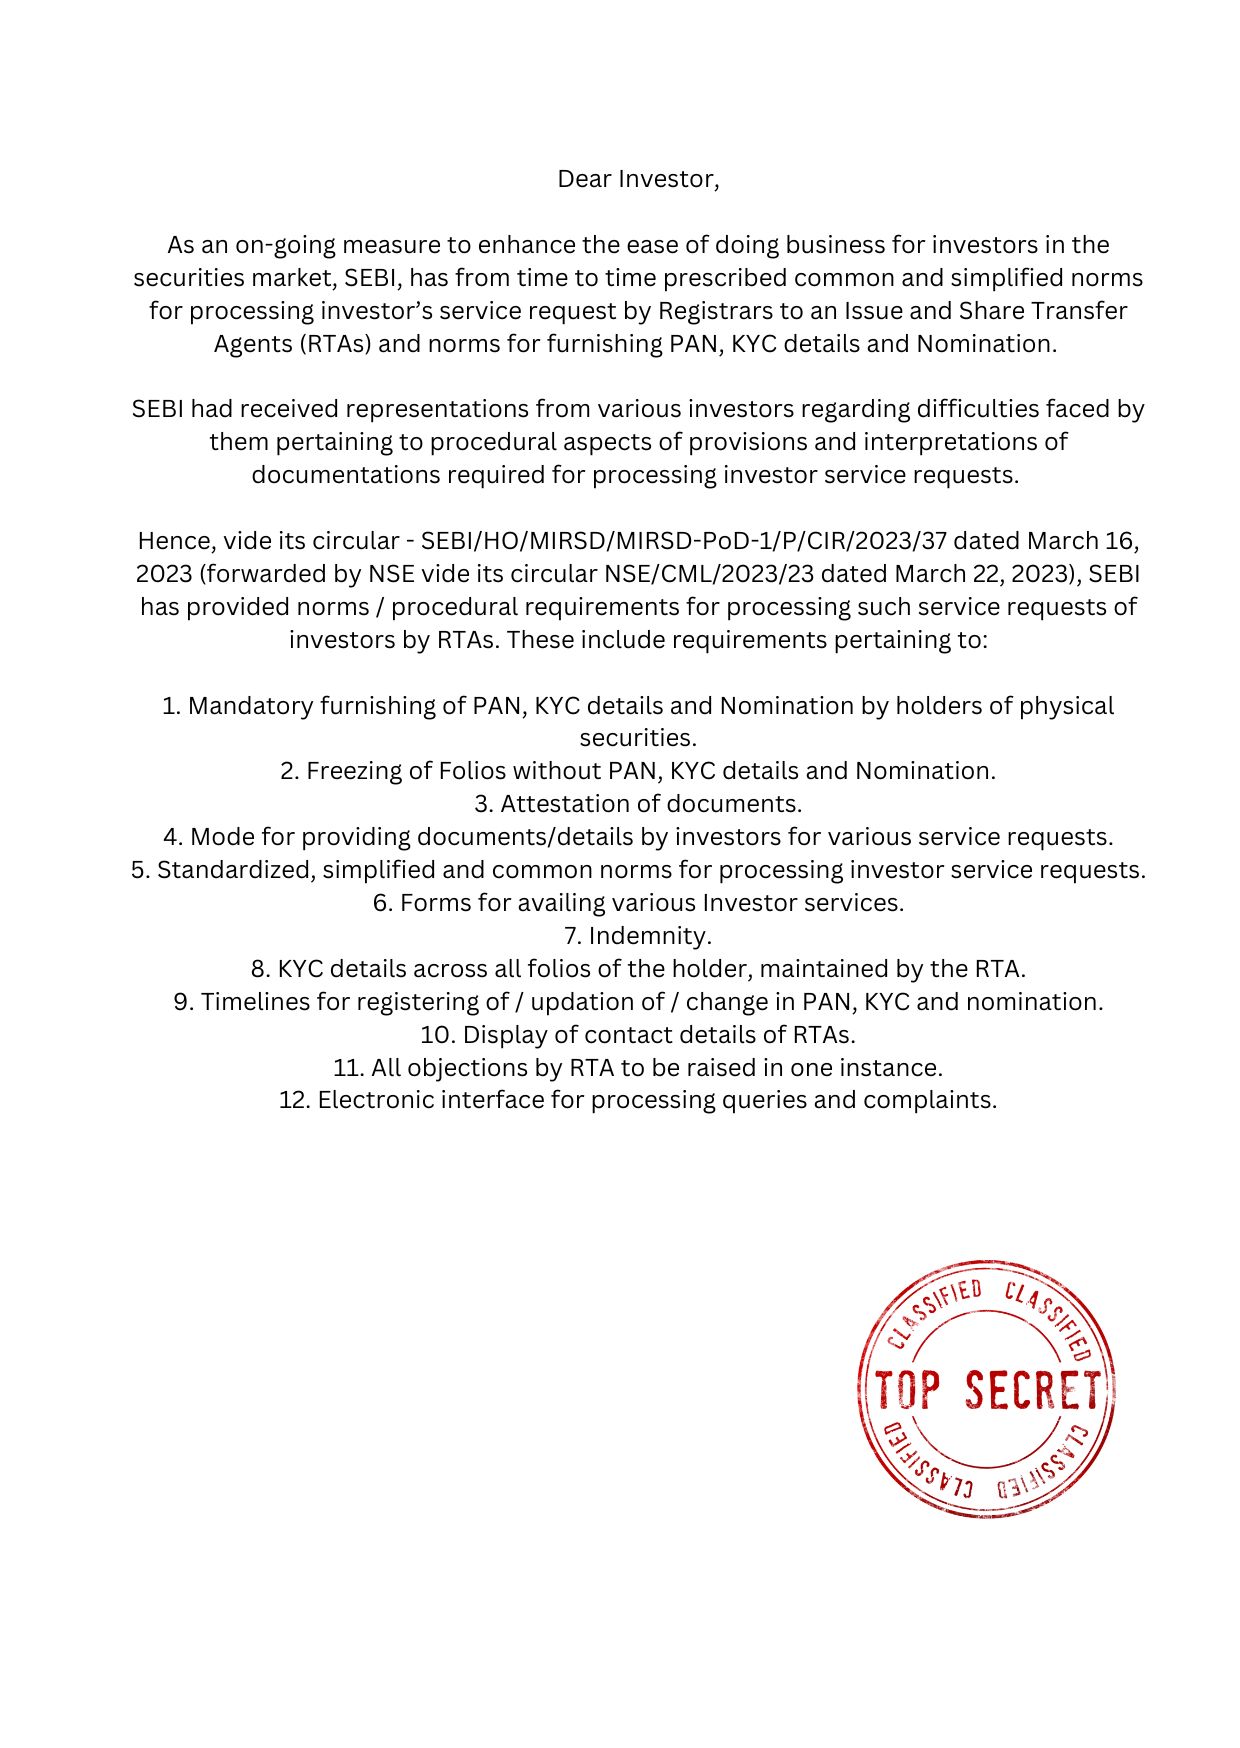 Dear Investor,
As an on-going measure to enhance the ease of doing business for investors in the
securities market, SEBI, has from time to time prescribed common and simplified norms
for processing investor’s service request by Registrars to an Issue and Share Transfer
Agents (RTAs) and norms for furnishing PAN, KYC details and Nomination.
SEBI had received representations from various investors regarding difficulties faced by
them pertaining to procedural aspects of provisions and interpretations of
documentations required for processing investor service requests.
Hence, vide its circular - SEBI/HO/MIRSD/MIRSD-PoD-1/P/CIR/2023/37 dated March 16,
2023 (forwarded by NSE vide its circular NSE/CML/2023/23 dated March 22, 2023), SEBI
has provided norms / procedural requirements for processing such service requests of
investors by RTAs. These include requirements pertaining to:
1. Mandatory furnishing of PAN, KYC details and Nomination by holders of physical
securities.
2. Freezing of Folios without PAN, KYC details and Nomination.
3. Attestation of documents.
4. Mode for providing documents/details by investors for various service requests.
5. Standardized, simplified and common norms for processing investor service requests.
6. Forms for availing various Investor services.
7. Indemnity.
8. KYC details across all folios of the holder, maintained by the RTA.
9. Timelines for registering of / updation of / change in PAN, KYC and nomination.
10. Display of contact details of RTAs.
11. All objections by RTA to be raised in one instance.
12. Electronic interface for processing queries and complaints.
CLASSIFIED CLASSIFIED
TOP SECRET
CLASSIFIED CLASSIFIED